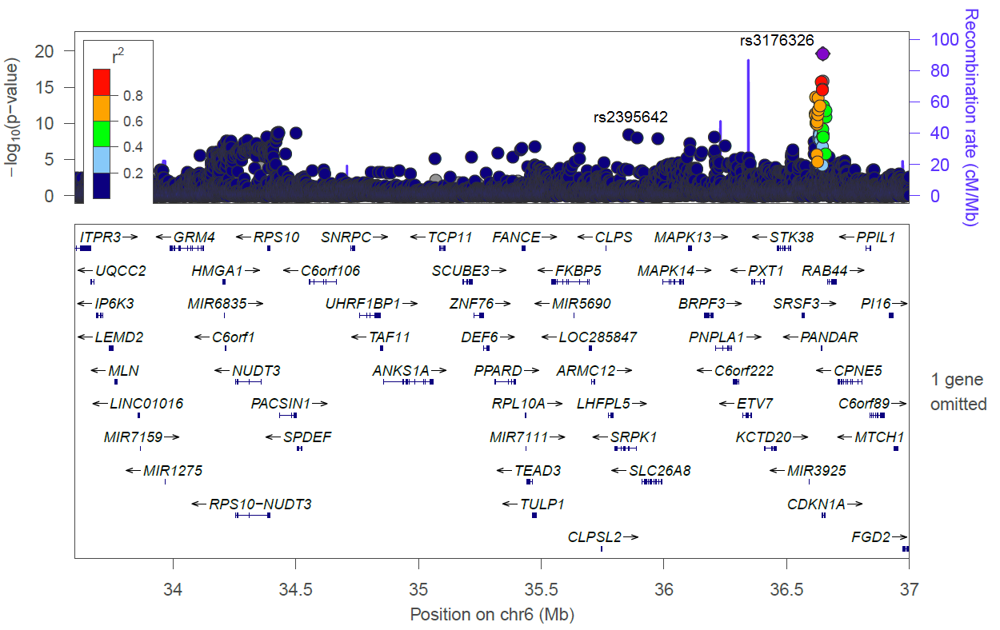 rs3176326
rs2395642
r2
0.8
0.6
0.4
0.2
20
15
10
5
0
−log10(p−value)
100
80
60
40
20
0
Recombination rate (cM/Mb)
ITPR3→ ←GRM4 ←RPS10 SNRPC→ ←TCP11 FANCE→ ←CLPS MAPK13→ ←STK38 ←PPIL1
←UQCC2 HMGA1→ ←C6orf106 SCUBE3→ ←FKBP5 MAPK14→ ←PXT1 RAB44→
←IP6K3 MIR6835→ UHRF1BP1→ ZNF76→ ←MIR5690 BRPF3→ SRSF3→ PI16→
←LEMD2 ←C6orf1 ←TAF11 DEF6→ ←LOC285847 PNPLA1→ ←PANDAR
←MLN ←NUDT3 ANKS1A→ PPARD→ ARMC12→ ←C6orf222 ←CPNE5
←LINC01016 PACSIN1→ RPL10A→ LHFPL5→ ←ETV7 C6orf89→
MIR7159→ ←SPDEF MIR7111→ ←SRPK1 KCTD20→ ←MTCH1
←MIR1275 ←TEAD3 ←SLC26A8 ←MIR3925
←RPS10−NUDT3 ←TULP1 CDKN1A→
CLPSL2→ FGD2→
1 gene
omitted
34 34.5 35 35.5 36 36.5 37
Position on chr6 (Mb)